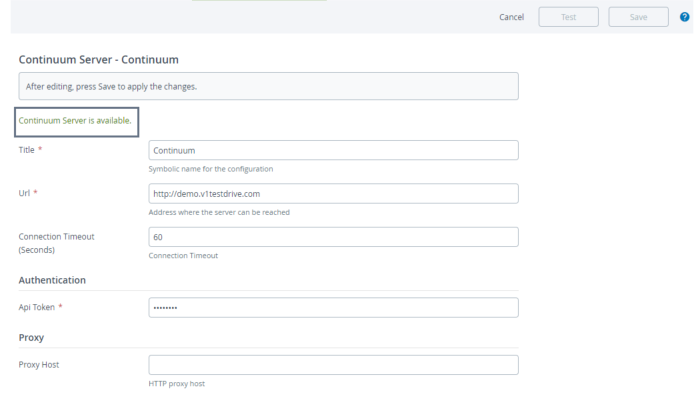 Cancel Test Save ?
Continuum Server - Continuum
After editing, press Save to apply the changes.
Continuum Server is available.
Title * Continuum
Symbolic name for the configuration
Url * http://demo.v1testdrive.com
Address where the server can be reached
Connection Timeout
(Seconds) 60
Connection Timeout
Authentication
Api Token * ••••••••
Proxy
Proxy Host
HTTP proxy host